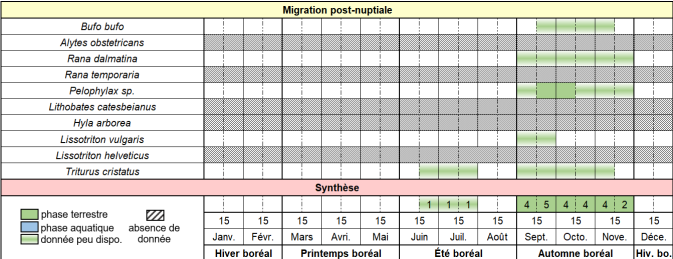 Migration post-nuptiale
Bufo bufo
Alytes obstetricans
Rana dalmatina
Rana temporaria
Pelophylax sp.
Lithobates catesbeianus
Hyla arborea
Lissotriton vulgaris
Lissotriton helveticus
Triturus cristatus
Synthèse
1 1 1 4 5 4 4 4 2
phase terrestre
phase aquatique
donnée peu dispo.
absence de
donnée
15 15 15 15 15 15 15 15 15 15 15 15
Janv. Févr. Mars Avri. Mai Juin Juil. Août Sept. Octo. Nove. Déce.
Hiver boréal Printemps boréal Été boréal Automne boréal Hiv. bo.